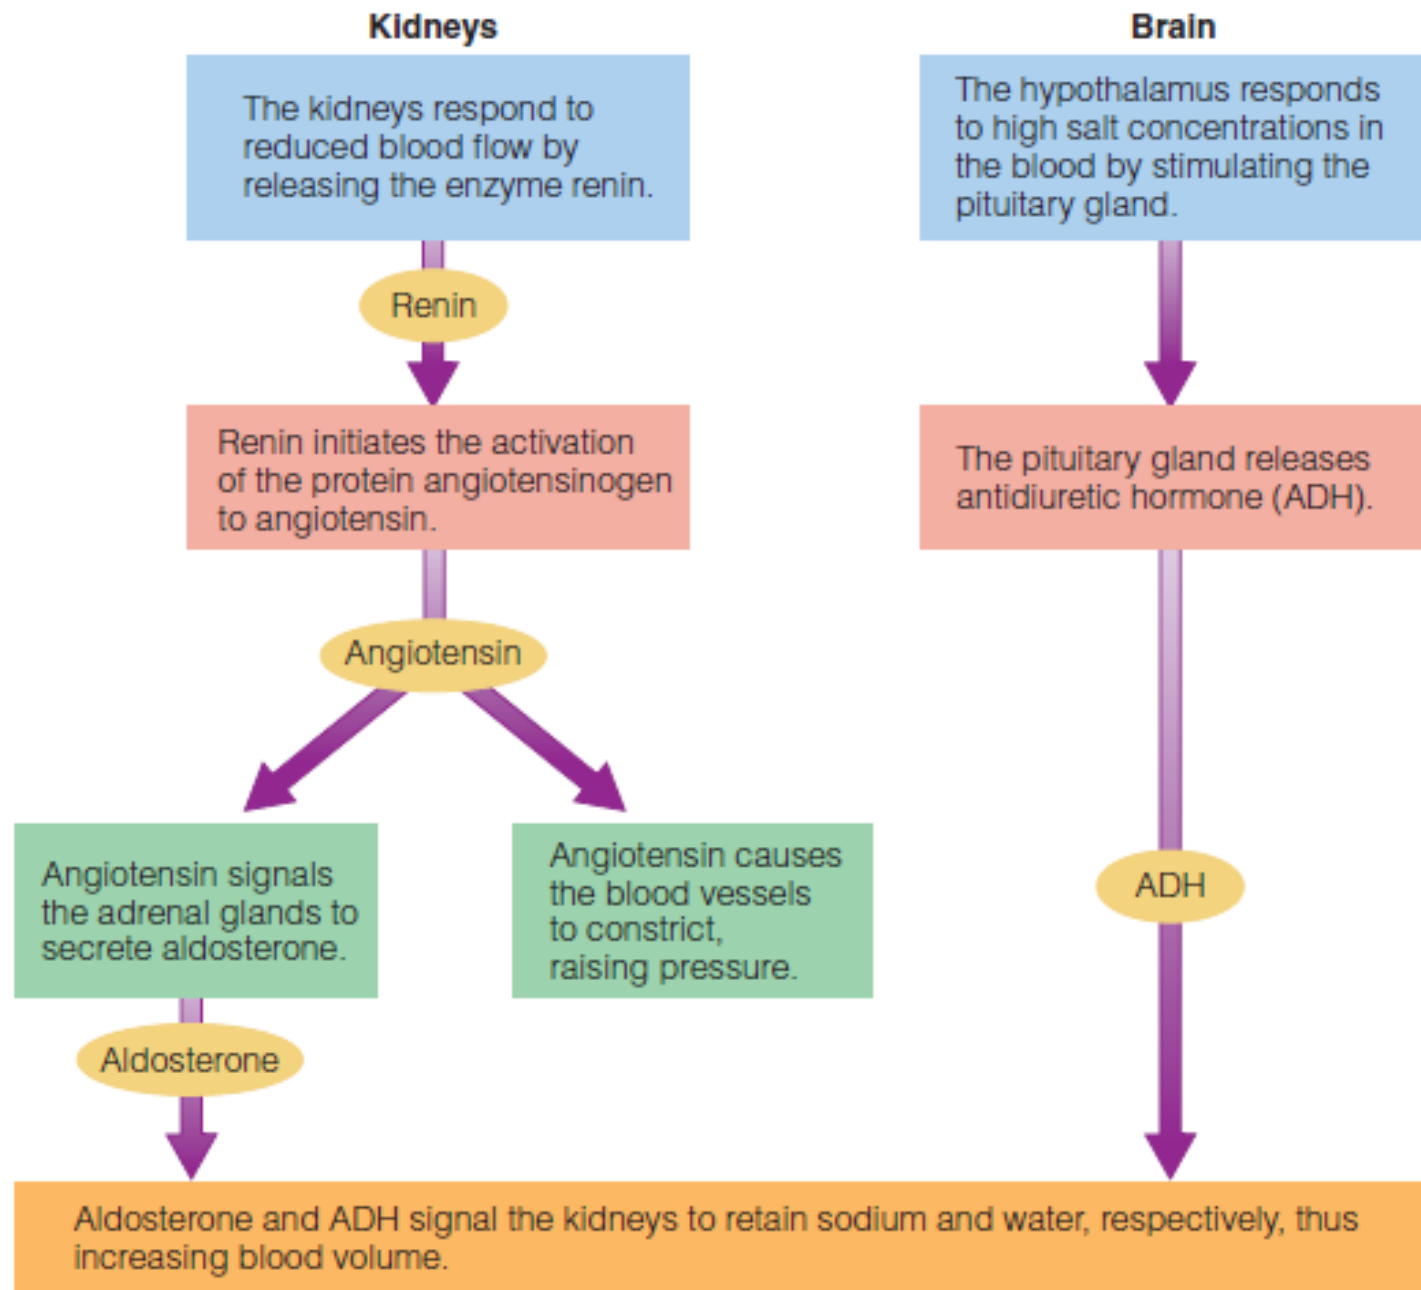 Kidneys
The kidneys respond to
reduced blood flow by
releasing the enzyme renin.
Renin
Renin initiates the activation
of the protein angiotensinogen
to angiotensin.
Angiotensin
Angiotensin signals
the adrenal glands to
secrete aldosterone.
Angiotensin causes
the blood vessels
to constrict,
raising pressure.
Aldosterone
Brain
The hypothalamus responds
to high salt concentrations in
the blood by stimulating the
pituitary gland.
The pituitary gland releases
antidiuretic hormone (ADH).
ADH
Aldosterone and ADH signal the kidneys to retain sodium and water, respectively, thus
increasing blood volume.